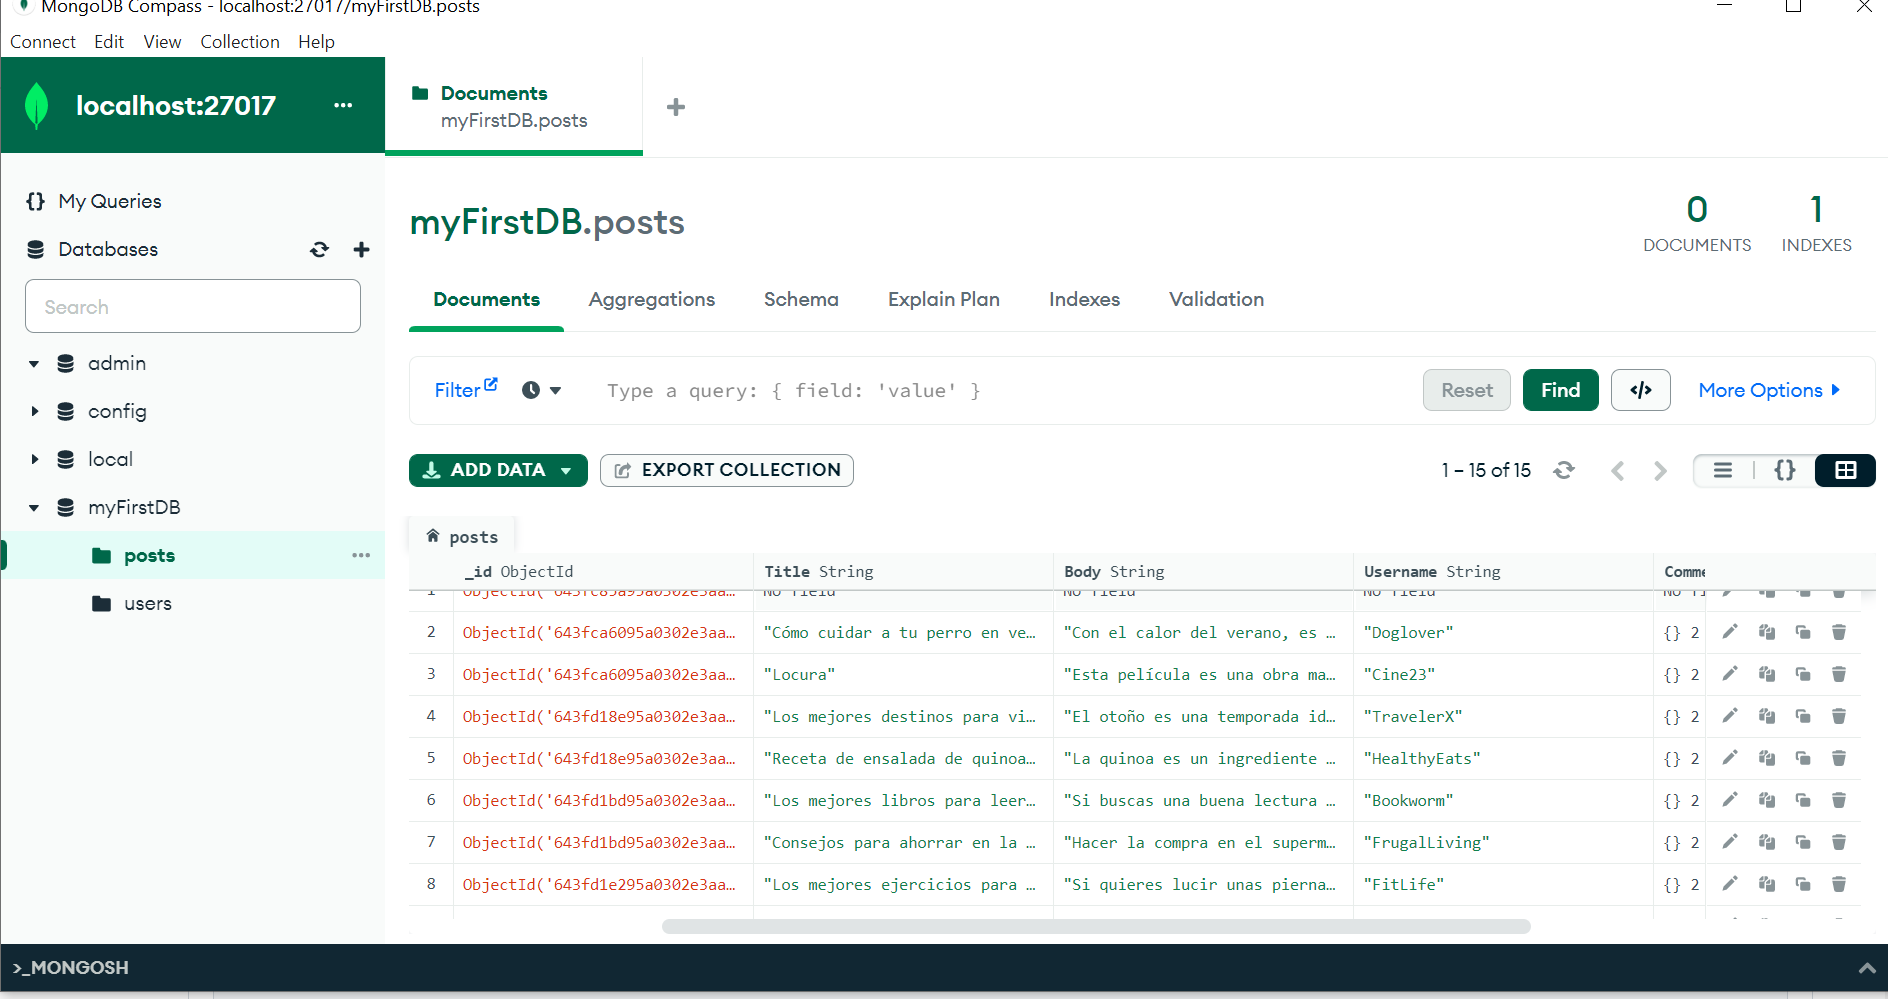 MongoDB Compass - localhost:27017/myFirstDB.posts
Connect Edit View Collection Help
localhost:27017 ...
Documents
myFirstDB.posts
+
{} My Queries
Databases
Search
admin
config
local
myFirstDB
posts ...
users
myFirstDB.posts
0
DOCUMENTS
1
INDEXES
Documents Aggregations Schema Explain Plan Indexes Validation
Filter Type a query: { field: 'value' } Reset Find </> More Options
ADD DATA EXPORT COLLECTION 1 – 15 of 15 {}
posts
_id ObjectId Title String Body String Username String Comme
1 ObjectId('643fc89a95a0302e3aa… No field No field No field No fi
2 ObjectId('643fca6095a0302e3aa… "Cómo cuidar a tu perro en ve… "Con el calor del verano, es … "Doglover" {} 2
3 ObjectId('643fca6095a0302e3aa… "Locura" "Esta película es una obra ma… "Cine23" {} 2
4 ObjectId('643fd18e95a0302e3aa… "Los mejores destinos para vi… "El otoño es una temporada id… "TravelerX" {} 2
5 ObjectId('643fd18e95a0302e3aa… "Receta de ensalada de quinoa… "La quinoa es un ingrediente … "HealthyEats" {} 2
6 ObjectId('643fd1bd95a0302e3aa… "Los mejores libros para leer… "Si buscas una buena lectura … "Bookworm" {} 2
7 ObjectId('643fd1bd95a0302e3aa… "Consejos para ahorrar en la … "Hacer la compra en el superm… "FrugalLiving" {} 2
8 ObjectId('643fd1e295a0302e3aa… "Los mejores ejercicios para … "Si quieres lucir unas pierna… "FitLife" {} 2
>_MONGOSH